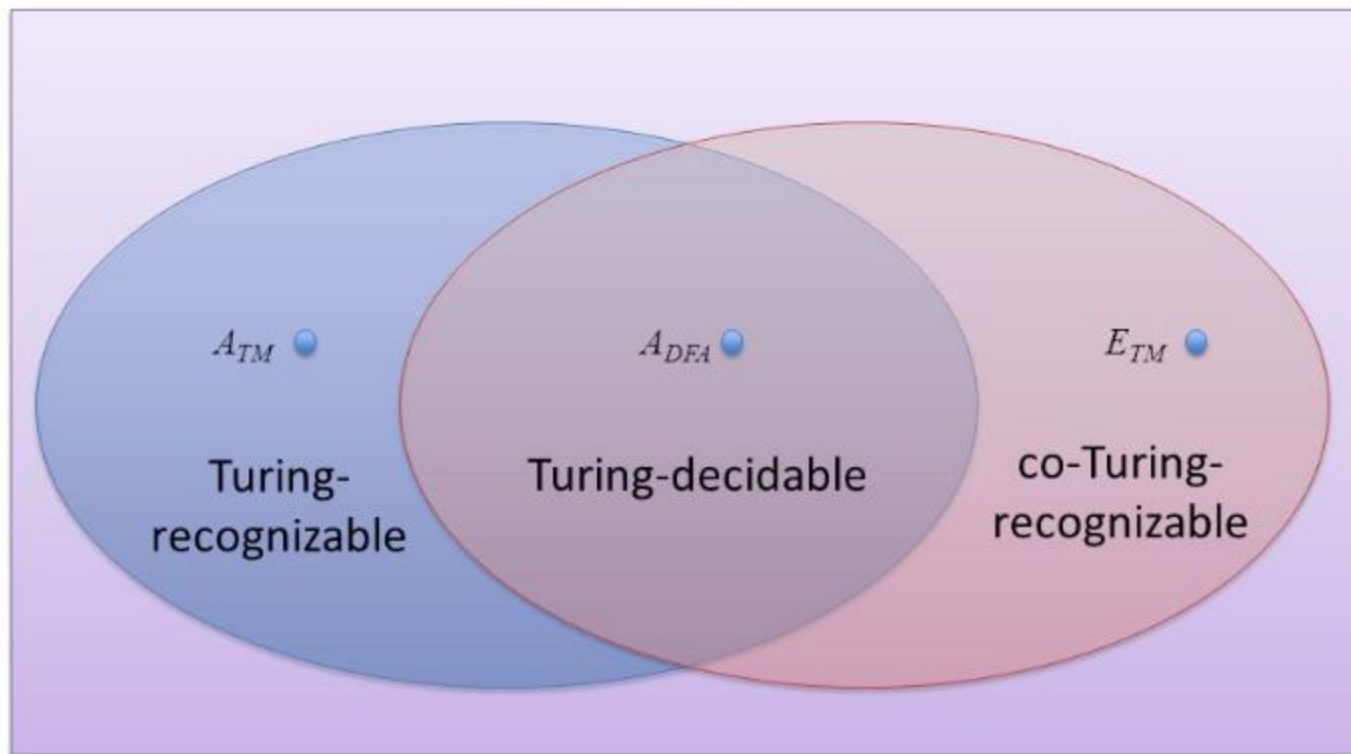 A_TM
A_DFA
E_TM
Turing-
recognizable
Turing-decidable
co-Turing-
recognizable